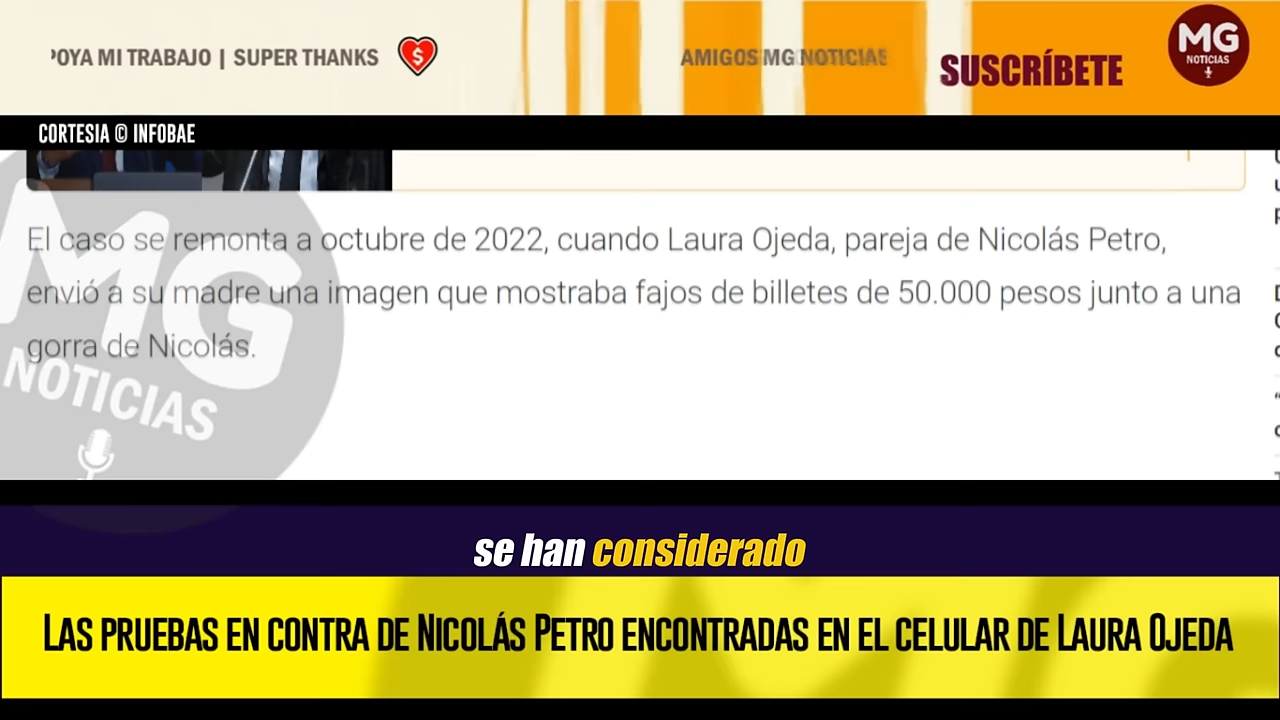 POYA MI TRABAJO | SUPER THANKS
AMIGOS MG NOTICIAS
SUSCRÍBETE
MG
NOTICIAS
CORTESIA © INFOBAE
El caso se remonta a octubre de 2022, cuando Laura Ojeda, pareja de Nicolás Petro,
envió a su madre una imagen que mostraba fajos de billetes de 50.000 pesos junto a una
gorra de Nicolás.
MG
NOTICIAS
se han considerado
LAS PRUEBAS EN CONTRA DE NICOLÁS PETRO ENCONTRADAS EN EL CELULAR DE LAURA OJEDA